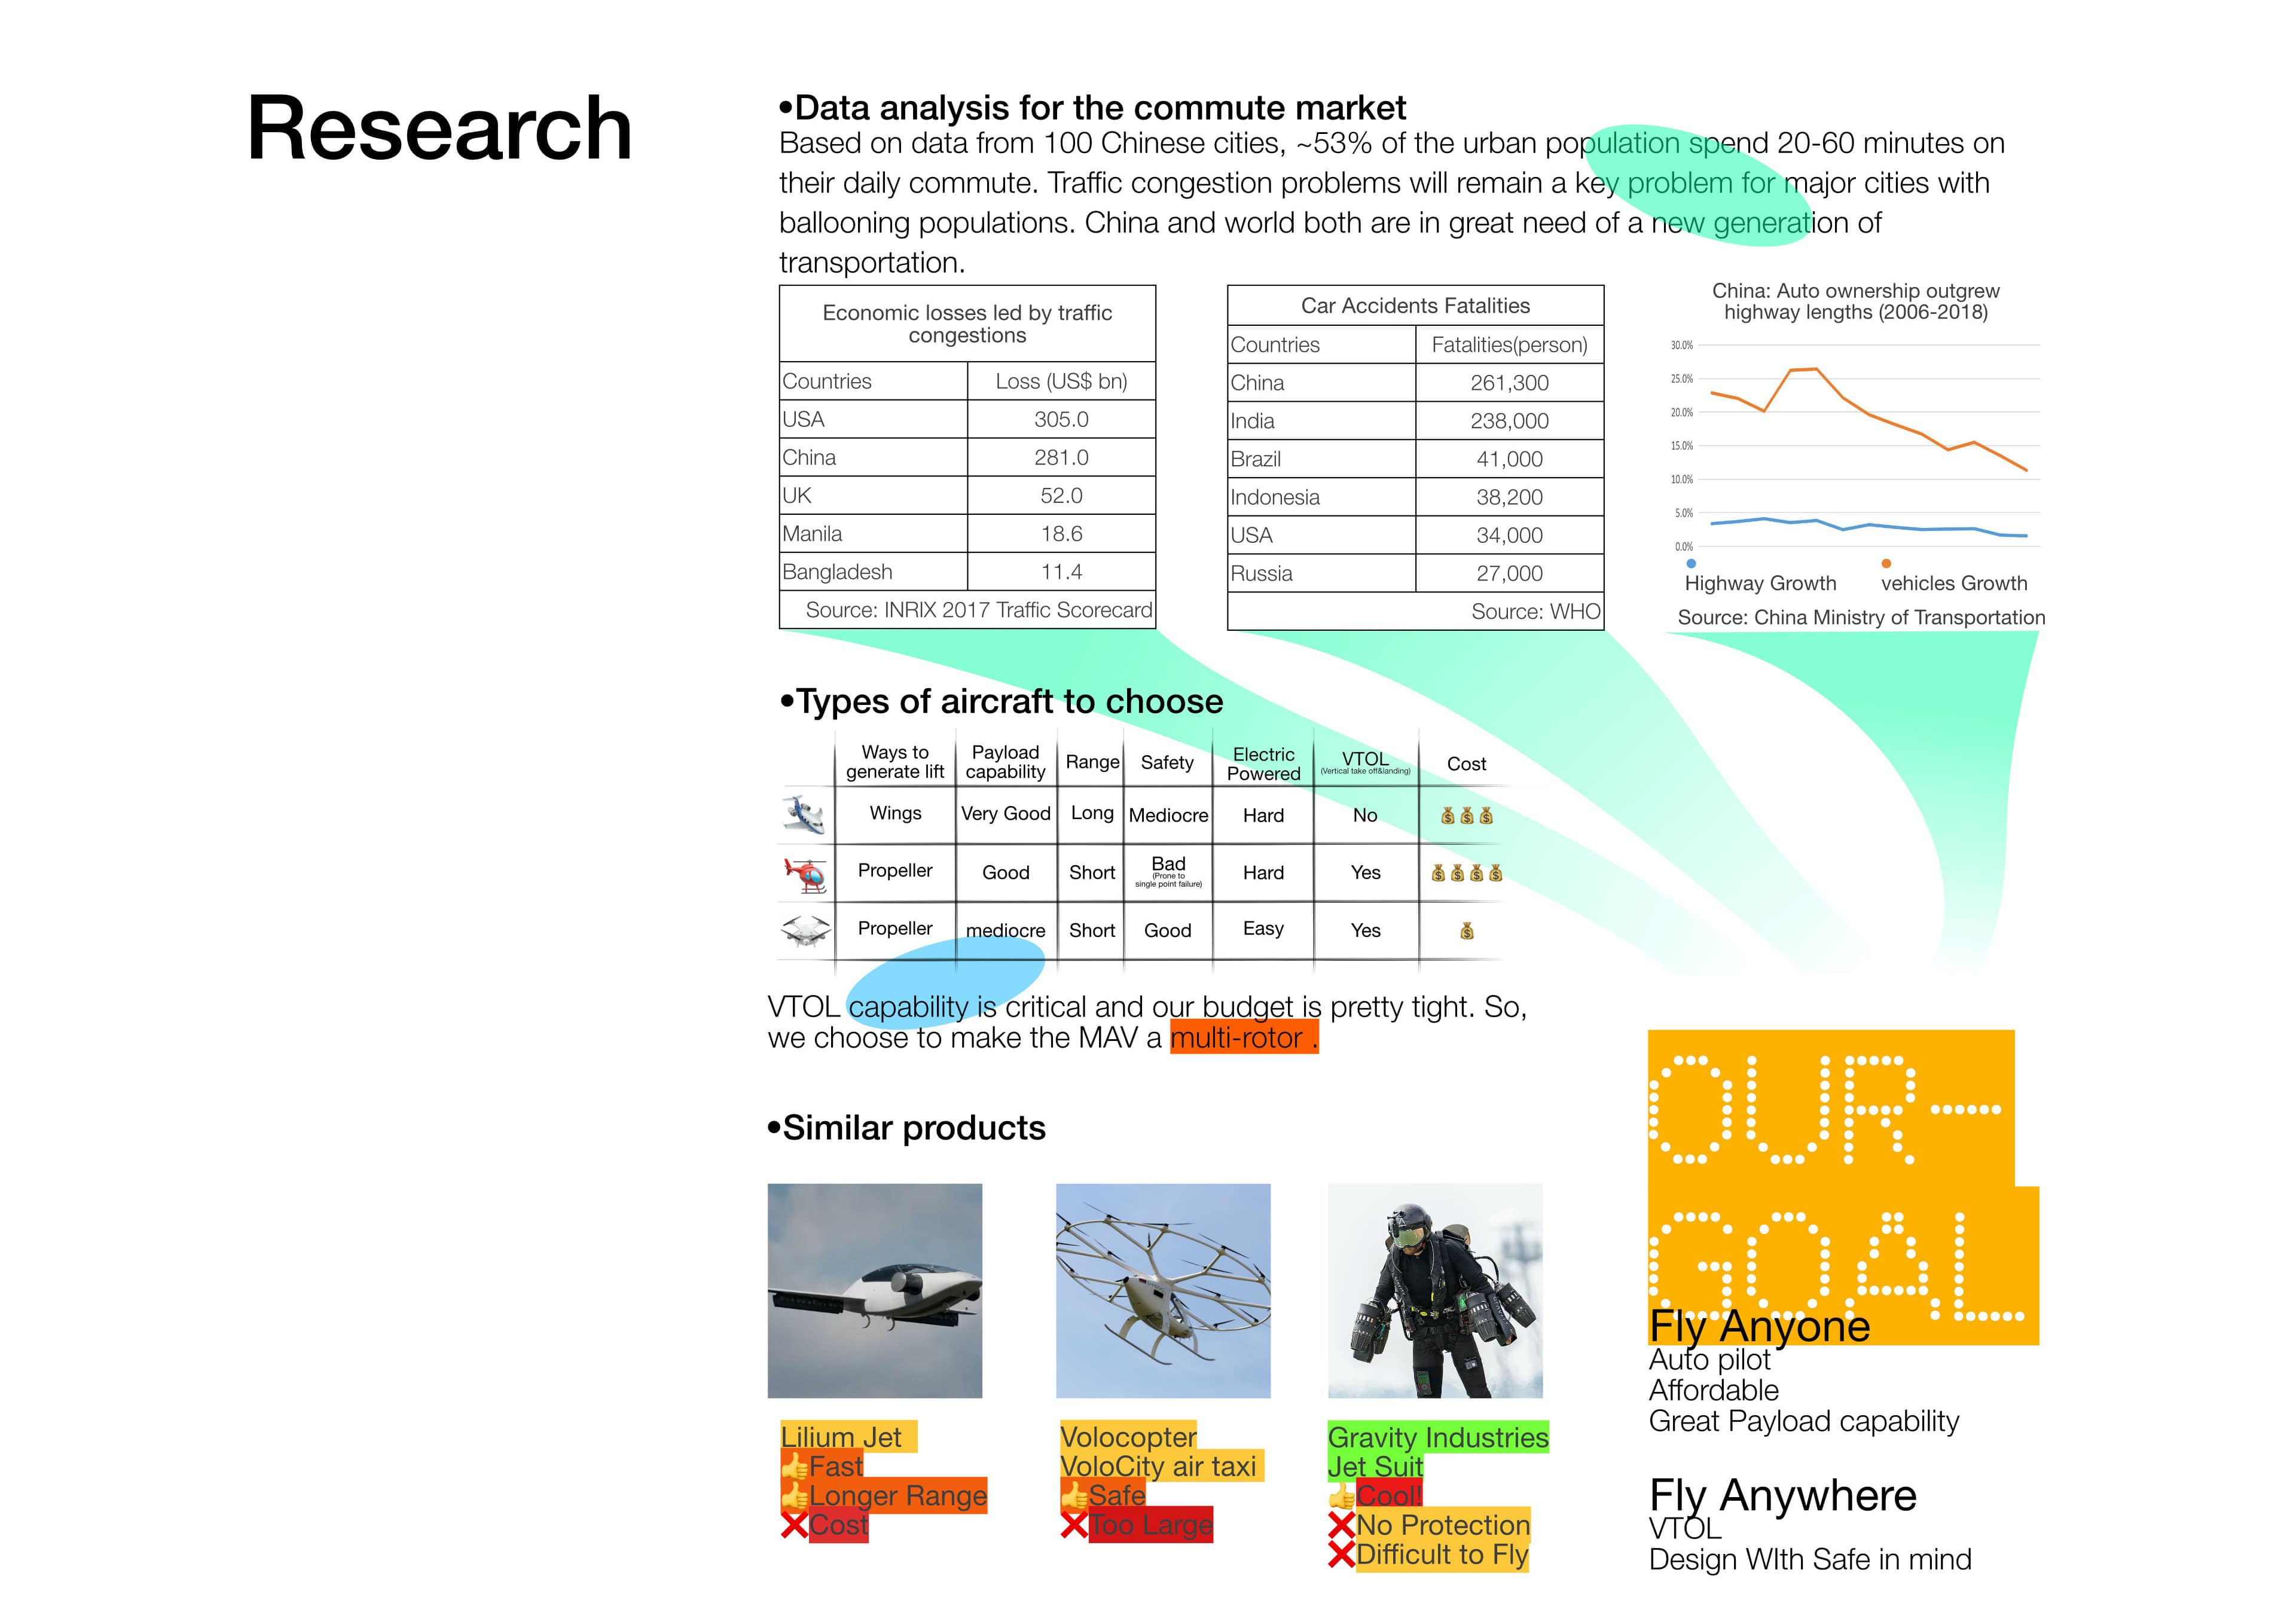 Research
•Data analysis for the commute market
Based on data from 100 Chinese cities, ~53% of the urban population spend 20-60 minutes on
their daily commute. Traffic congestion problems will remain a key problem for major cities with
ballooning populations. China and world both are in great need of a new generation of
transportation.
Economic losses led by traffic
congestions
Countries Loss (US$ bn)
USA 305.0
China 281.0
UK 52.0
Manila 18.6
Bangladesh 11.4
Source: INRIX 2017 Traffic Scorecard
Car Accidents Fatalities
Countries Fatalities(person)
China 261,300
India 238,000
Brazil 41,000
Indonesia 38,200
USA 34,000
Russia 27,000
Source: WHO
China: Auto ownership outgrew
highway lengths (2006-2018)
30.0%
25.0%
20.0%
15.0%
10.0%
5.0%
0.0%
Highway Growth vehicles Growth
Source: China Ministry of Transportation
•Types of aircraft to choose
Ways to
generate lift
Payload
capability
Range
Safety
Electric
Powered
VTOL
(Vertical take off&landing)
Cost
Wings Very Good Long Mediocre Hard No
Propeller Good Short Bad
(Prone to
single point failure)
Hard Yes
Propeller mediocre Short Good Easy Yes
VTOL capability is critical and our budget is pretty tight. So,
we choose to make the MAV a multi-rotor .
•Similar products
Lilium Jet
👍Fast
👍Longer Range
❌Cost
Volocopter
VoloCity air taxi
👍Safe
❌Too Large
Gravity Industries
Jet Suit
👍Cool!
❌No Protection
❌Difficult to Fly
OUR-
GOAL
Fly Anyone
Auto pilot
Affordable
Great Payload capability
Fly Anywhere
VTOL
Design WIth Safe in mind